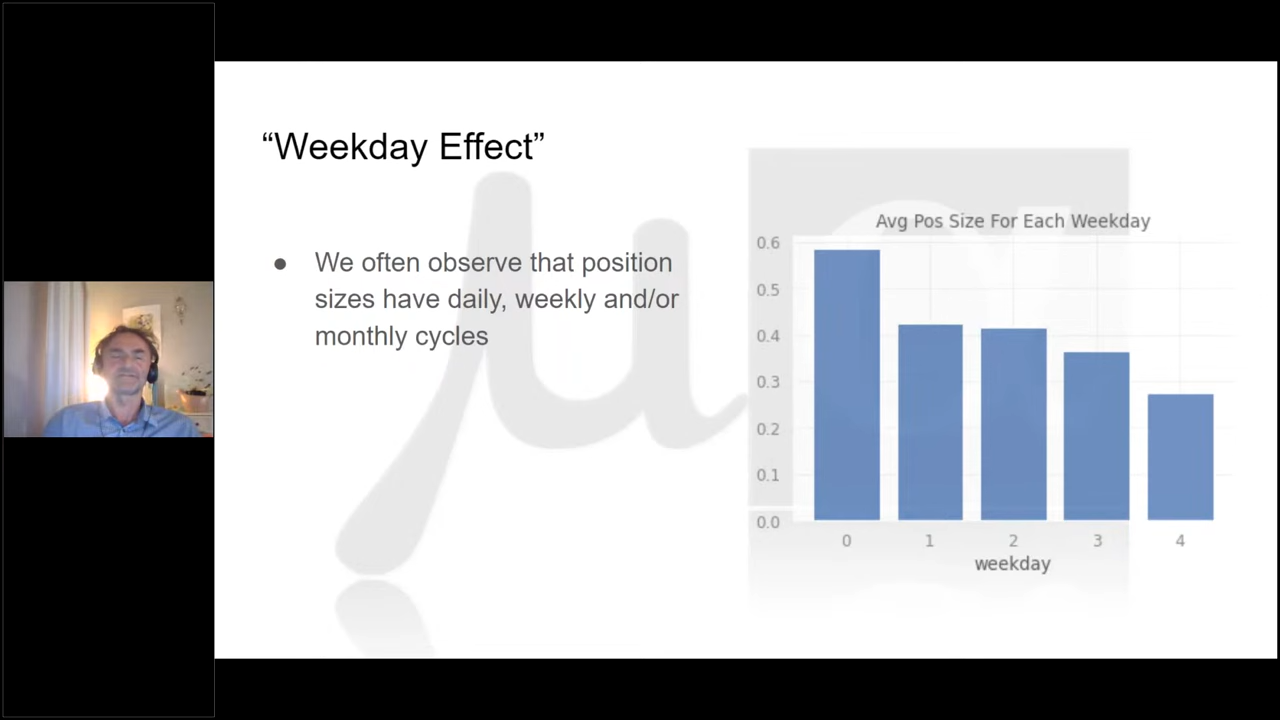 “Weekday Effect”
● We often observe that position
sizes have daily, weekly and/or
monthly cycles
Avg Pos Size For Each Weekday
0.6
0.5
0.4
0.3
0.2
0.1
0.0
0 1 2 3 4
weekday
μ